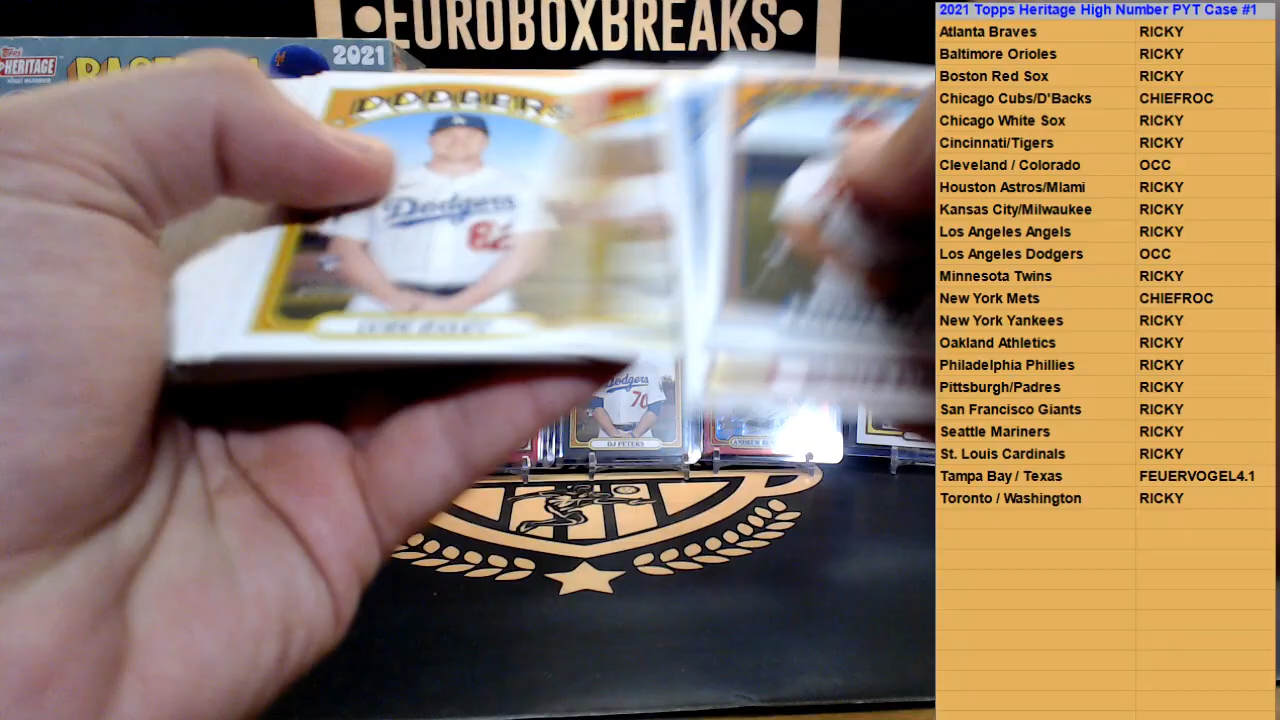 EUROBOXBREAKS
Topps
HERITAGE
2021
DODGERS
Dodgers
62
Dodgers
70
DJ PETERS
2021 Topps Heritage High Number PYT Case #1
Atlanta Braves RICKY
Baltimore Orioles RICKY
Boston Red Sox RICKY
Chicago Cubs/D'Backs CHIEFROC
Chicago White Sox RICKY
Cincinnati/Tigers RICKY
Cleveland / Colorado OCC
Houston Astros/MIami RICKY
Kansas City/Milwaukee RICKY
Los Angeles Angels RICKY
Los Angeles Dodgers OCC
Minnesota Twins RICKY
New York Mets CHIEFROC
New York Yankees RICKY
Oakland Athletics RICKY
Philadelphia Phillies RICKY
Pittsburgh/Padres RICKY
San Francisco Giants RICKY
Seattle Mariners RICKY
St. Louis Cardinals RICKY
Tampa Bay / Texas FEUERVOGEL4.1
Toronto / Washington RICKY